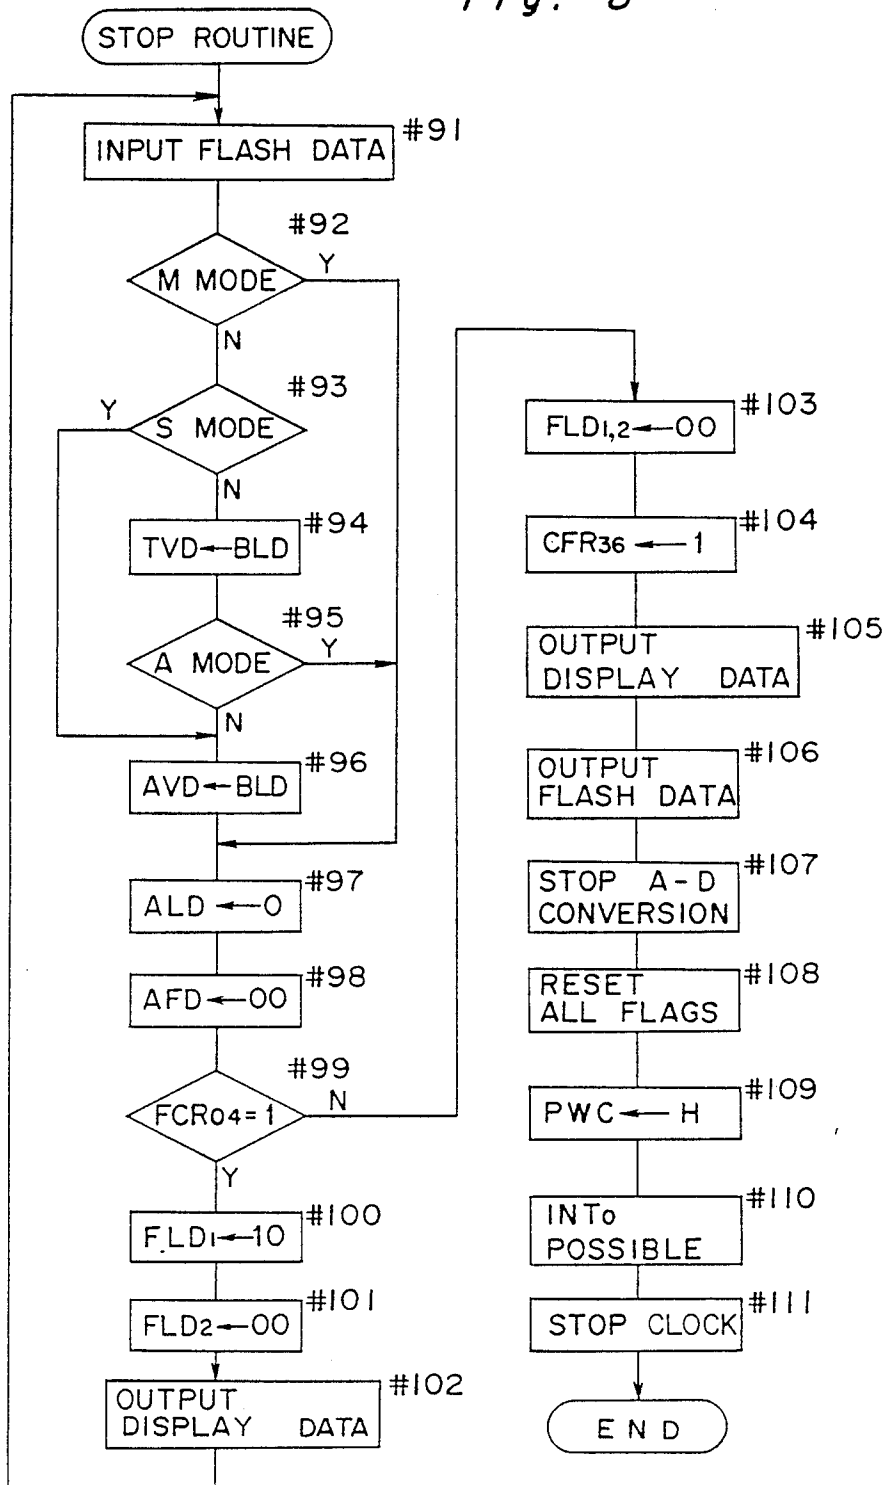 Fig. 8
STOP ROUTINE
#91
INPUT FLASH DATA
#92
M MODE
Y
N
#93
S MODE
Y
N
#94
TVD←BLD
#95
A MODE
Y
N
#96
AVD←BLD
#97
ALD←0
#98
AFD←00
#99
FCR04=1
N
Y
#100
FLD1←10
#101
FLD2←00
#102
OUTPUT
DISPLAY DATA
#103
FLD1,2←00
#104
CFR36←1
#105
OUTPUT
DISPLAY DATA
#106
OUTPUT
FLASH DATA
#107
STOP A-D
CONVERSION
#108
RESET
ALL FLAGS
#109
PWC←H
#110
INT0
POSSIBLE
#111
STOP CLOCK
END